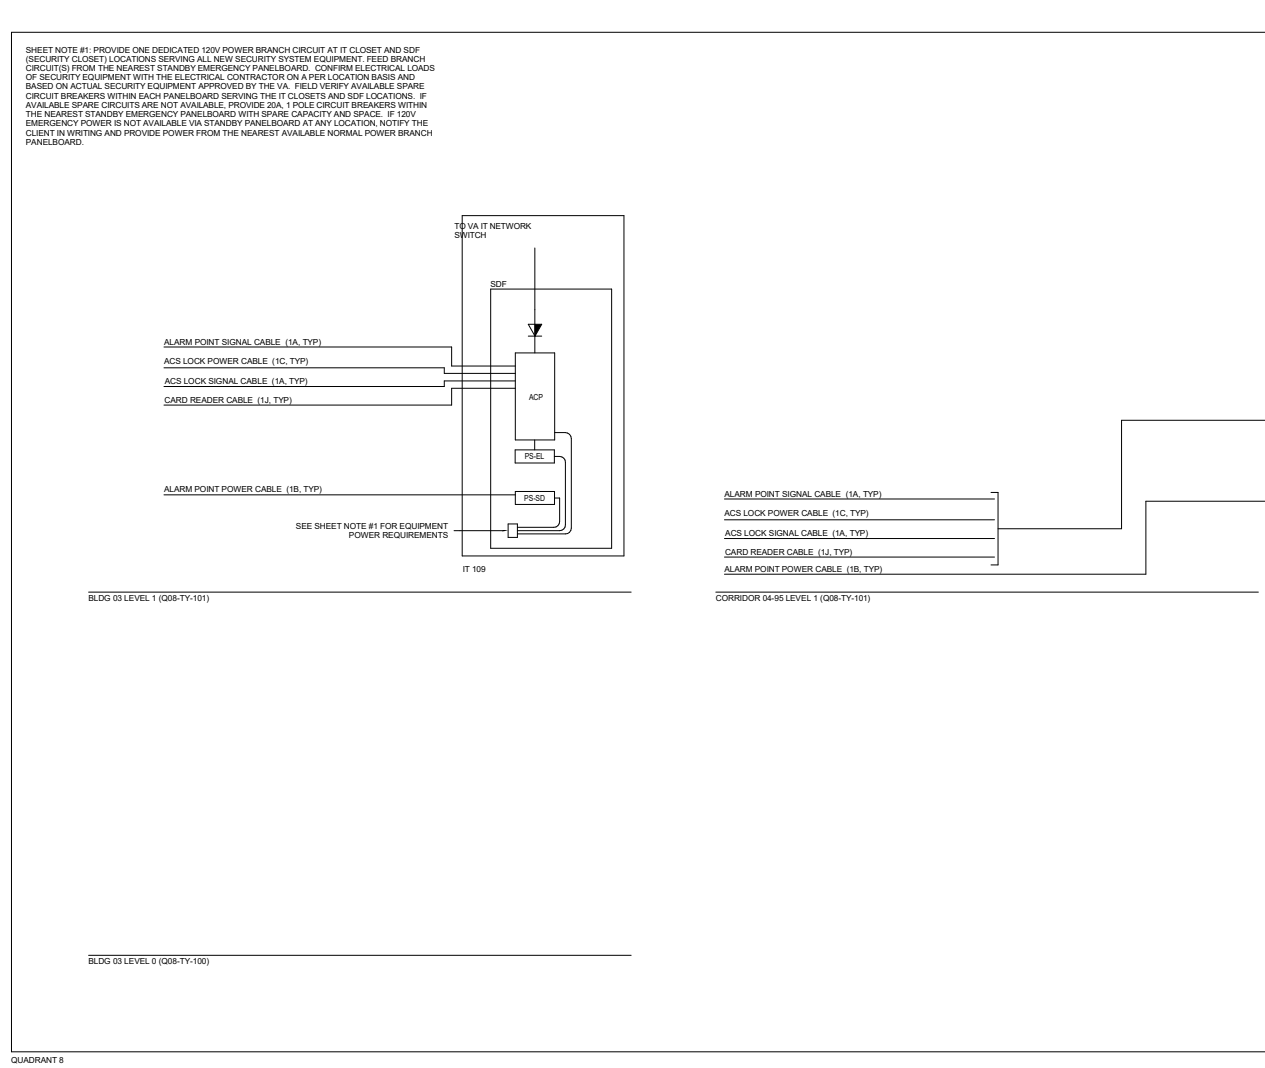 SHEET NOTE #1: PROVIDE ONE DEDICATED 120V POWER BRANCH CIRCUIT AT IT CLOSET AND SDF
(SECURITY CLOSET) LOCATIONS SERVING ALL NEW SECURITY SYSTEM EQUIPMENT. FEED BRANCH
CIRCUIT(S) FROM THE NEAREST STANDBY EMERGENCY PANELBOARD. CONFIRM ELECTRICAL LOADS
OF SECURITY EQUIPMENT WITH THE ELECTRICAL CONTRACTOR ON A PER LOCATION BASIS AND
BASED ON ACTUAL SECURITY EQUIPMENT APPROVED BY THE VA. FIELD VERIFY AVAILABLE SPARE
CIRCUIT BREAKERS WITHIN EACH PANELBOARD SERVING THE IT CLOSETS AND SDF LOCATIONS. IF
AVAILABLE SPARE CIRCUITS ARE NOT AVAILABLE, PROVIDE 20A, 1 POLE CIRCUIT BREAKERS WITHIN
THE NEAREST STANDBY EMERGENCY PANELBOARD WITH SPARE CAPACITY AND SPACE. IF 120V
EMERGENCY POWER IS NOT AVAILABLE VIA STANDBY PANELBOARD AT ANY LOCATION, NOTIFY THE
CLIENT IN WRITING AND PROVIDE POWER FROM THE NEAREST AVAILABLE NORMAL POWER BRANCH
PANELBOARD.
TO VA IT NETWORK
SWITCH
SDF
ALARM POINT SIGNAL CABLE (1A, TYP)
ACS LOCK POWER CABLE (1C, TYP)
ACS LOCK SIGNAL CABLE (1A, TYP)
CARD READER CABLE (1J, TYP)
ACP
PS-EL
ALARM POINT POWER CABLE (1B, TYP)
PS-SD
SEE SHEET NOTE #1 FOR EQUIPMENT
POWER REQUIREMENTS
IT 109
BLDG 03 LEVEL 1 (Q08-TY-101)
ALARM POINT SIGNAL CABLE (1A, TYP)
ACS LOCK POWER CABLE (1C, TYP)
ACS LOCK SIGNAL CABLE (1A, TYP)
CARD READER CABLE (1J, TYP)
ALARM POINT POWER CABLE (1B, TYP)
CORRIDOR 04-95 LEVEL 1 (Q08-TY-101)
BLDG 03 LEVEL 0 (Q08-TY-100)
QUADRANT 8